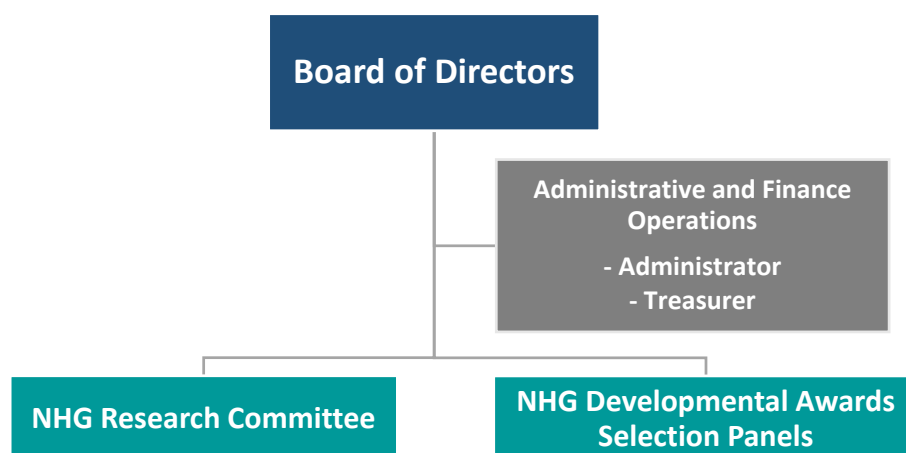 Board of Directors
Administrative and Finance
Operations
- Administrator
- Treasurer
NHG Research Committee
NHG Developmental Awards
Selection Panels